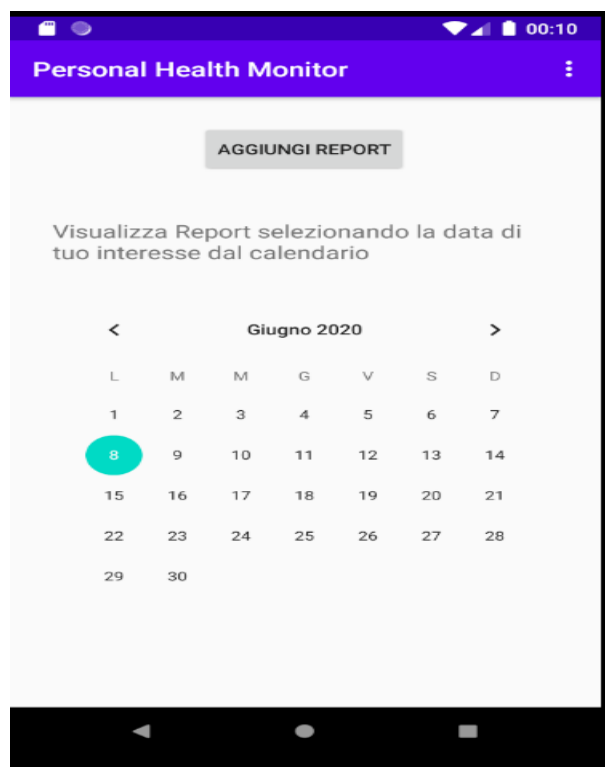 00:10
Personal Health Monitor
AGGIUNGI REPORT
Visualizza Report selezionando la data di
tuo interesse dal calendario
< Giugno 2020 >
L M M G V S D
1 2 3 4 5 6 7
8 9 10 11 12 13 14
15 16 17 18 19 20 21
22 23 24 25 26 27 28
29 30